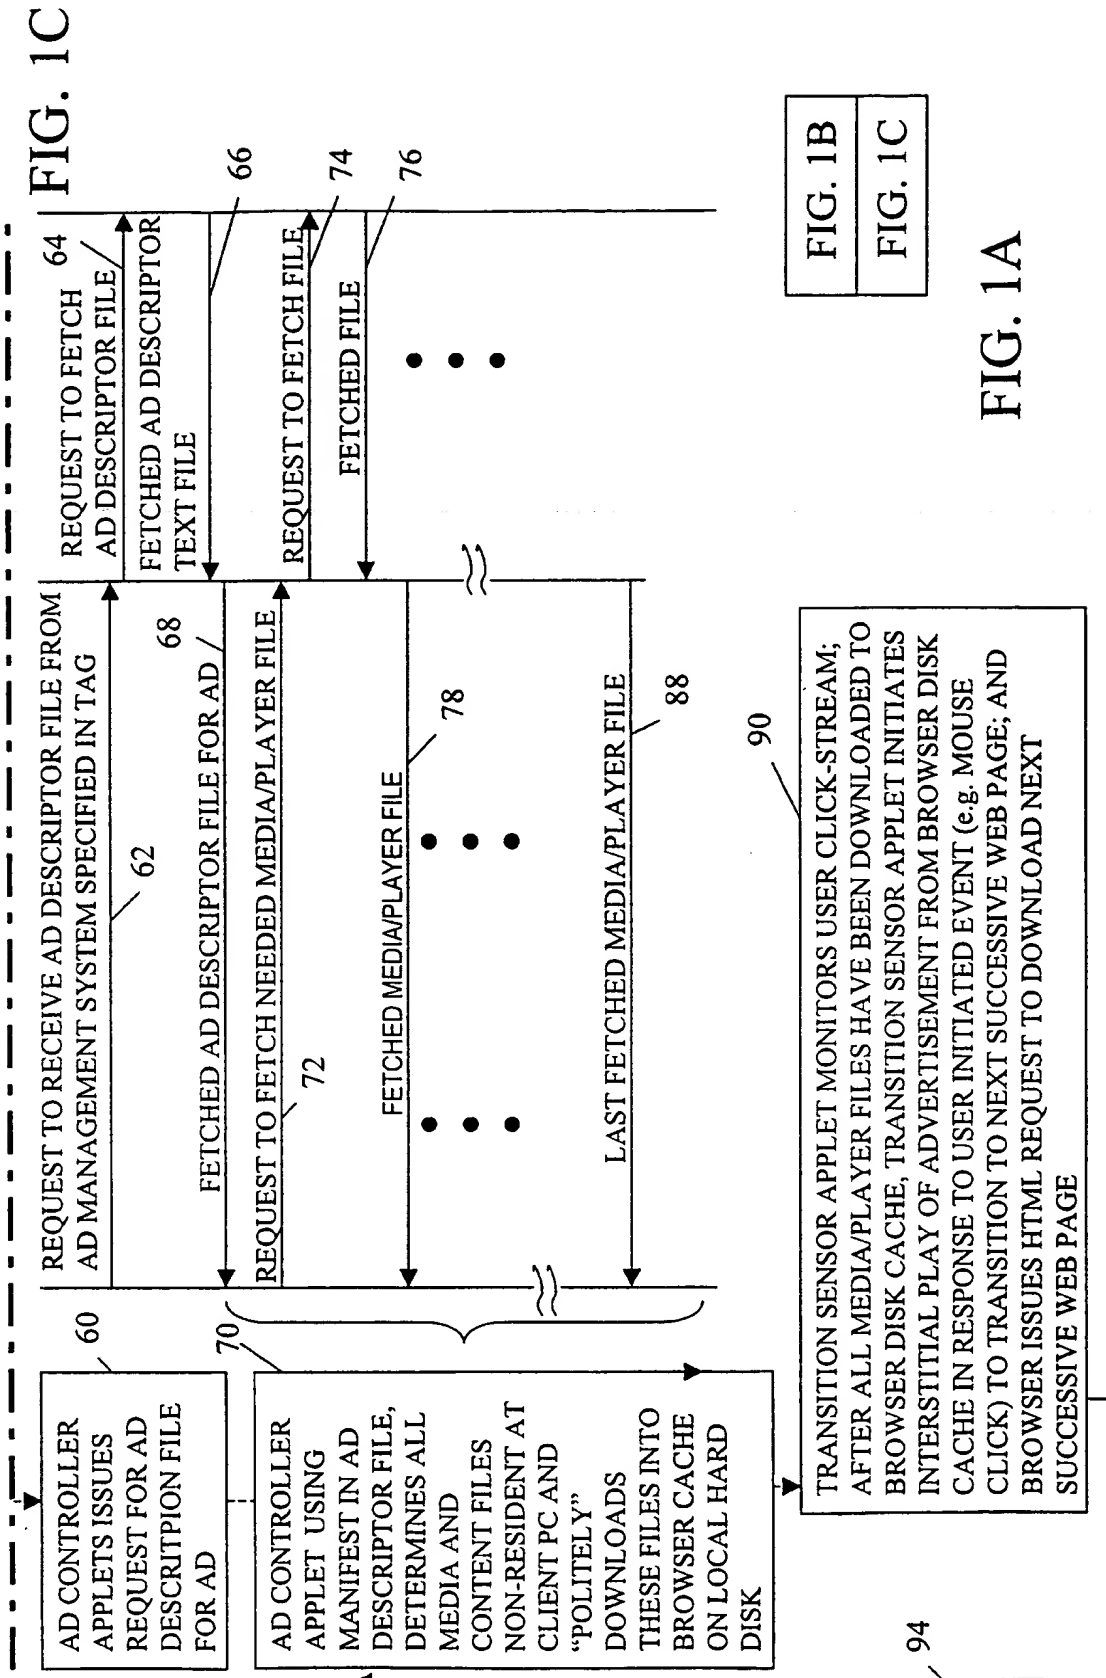 FIG. 1C
AD CONTROLLER
APPLETS ISSUES
REQUEST FOR AD
DESCRITPION FILE
FOR AD
60
REQUEST TO RECEIVE AD DESCRIPTOR FILE FROM
AD MANAGEMENT SYSTEM SPECIFIED IN TAG
62
REQUEST TO FETCH
AD DESCRIPTOR FILE
64
FETCHED AD DESCRIPTOR
TEXT FILE
66
FETCHED AD DESCRIPTOR FILE FOR AD
68
70
AD CONTROLLER
APPLET USING
MANIFEST IN AD
DESCRIPTOR FILE,
DETERMINES ALL
MEDIA AND
CONTENT FILES
NON-RESIDENT AT
CLIENT PC AND
“POLITELY”
DOWNLOADS
THESE FILES INTO
BROWSER CACHE
ON LOCAL HARD
DISK
REQUEST TO FETCH NEEDED MEDIA/PLAYER FILE
72
REQUEST TO FETCH FILE
74
FETCHED FILE
76
FETCHED MEDIA/PLAYER FILE
78
LAST FETCHED MEDIA/PLAYER FILE
88
90
TRANSITION SENSOR APPLET MONITORS USER CLICK-STREAM;
AFTER ALL MEDIA/PLAYER FILES HAVE BEEN DOWNLOADED TO
BROWSER DISK CACHE, TRANSITION SENSOR APPLET INITIATES
INTERSTITIAL PLAY OF ADVERTISEMENT FROM BROWSER DISK
CACHE IN RESPONSE TO USER INITIATED EVENT (e.g. MOUSE
CLICK) TO TRANSITION TO NEXT SUCCESSIVE WEB PAGE; AND
BROWSER ISSUES HTML REQUEST TO DOWNLOAD NEXT
SUCCESSIVE WEB PAGE
94
FIG. 1B
FIG. 1C
FIG. 1A